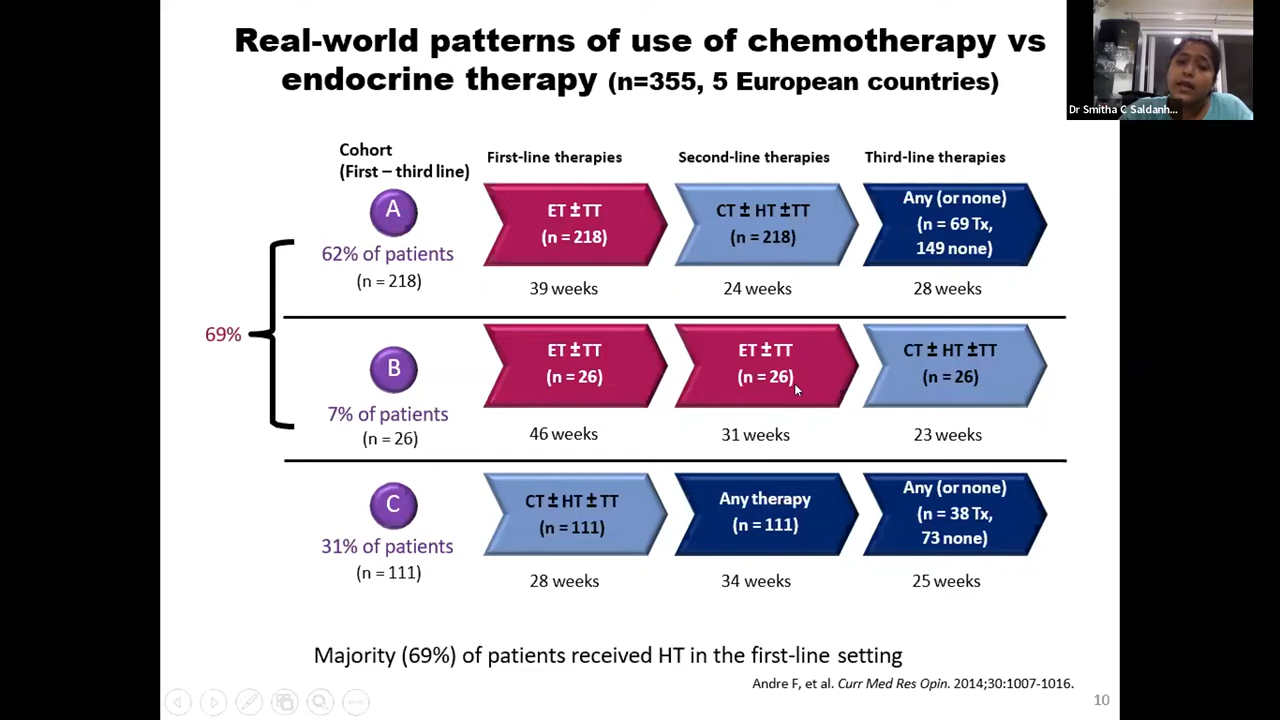 Real-world patterns of use of chemotherapy vs
endocrine therapy (n=355, 5 European countries)
Dr Smitha C Saldanh...
Cohort
(First – third line)
First-line therapies
Second-line therapies
Third-line therapies
A
62% of patients
(n = 218)
ET ± TT
(n = 218)
39 weeks
CT ± HT ±TT
(n = 218)
24 weeks
Any (or none)
(n = 69 Tx,
149 none)
28 weeks
69%
B
7% of patients
(n = 26)
ET ± TT
(n = 26)
46 weeks
ET ± TT
(n = 26)
31 weeks
CT ± HT ±TT
(n = 26)
23 weeks
C
31% of patients
(n = 111)
CT ± HT ± TT
(n = 111)
28 weeks
Any therapy
(n = 111)
34 weeks
Any (or none)
(n = 38 Tx,
73 none)
25 weeks
Majority (69%) of patients received HT in the first-line setting
Andre F, et al. Curr Med Res Opin. 2014;30:1007-1016.
10